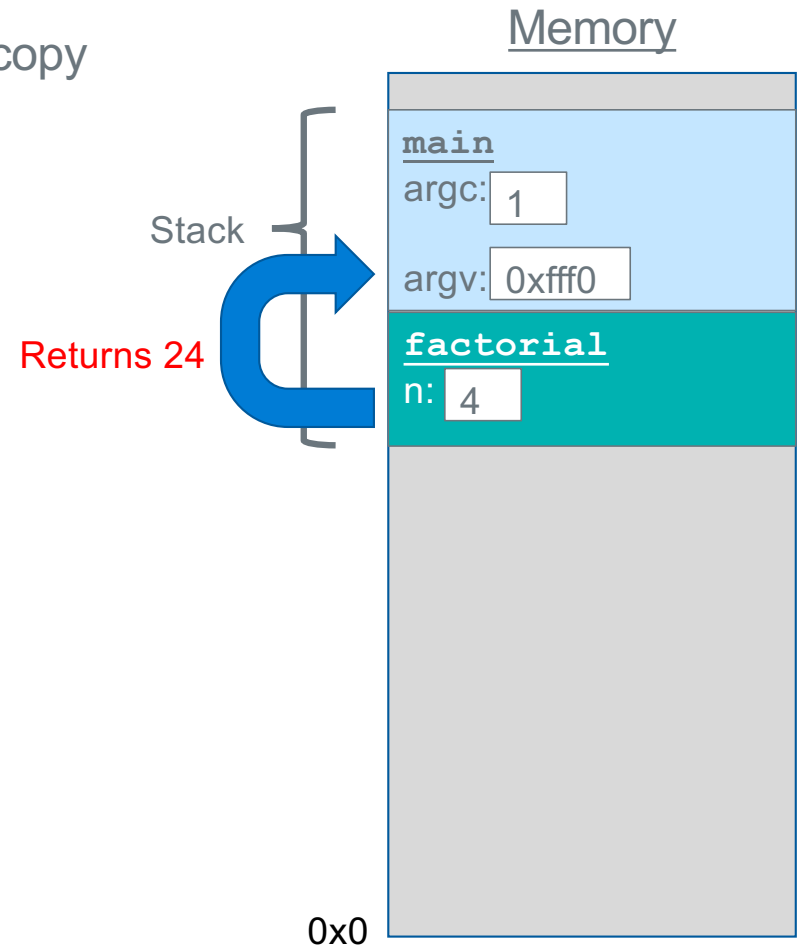 copy
Memory
main
argc: 1
Stack
argv: 0xfff0
Returns 24
factorial
n: 4
0x0